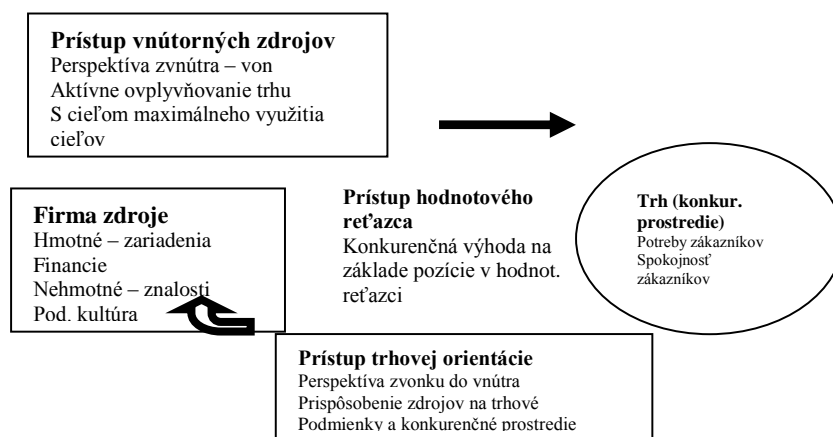 Prístup vnútorných zdrojov
Perspektíva zvnútra – von
Aktívne ovplyvňovanie trhu
S cieľom maximálneho využitia
cieľov
Firma zdroje
Hmotné – zariadenia
Financie
Nehmotné – znalosti
Pod. kultúra
Prístup hodnotového
reťazca
Konkurenčná výhoda na
základe pozície v hodnot.
reťazci
Trh (konkur.
prostredie)
Potreby zákazníkov
Spokojnosť
zákazníkov
Prístup trhovej orientácie
Perspektíva zvonku do vnútra
Prispôsobenie zdrojov na trhové
Podmienky a konkurenčné prostredie